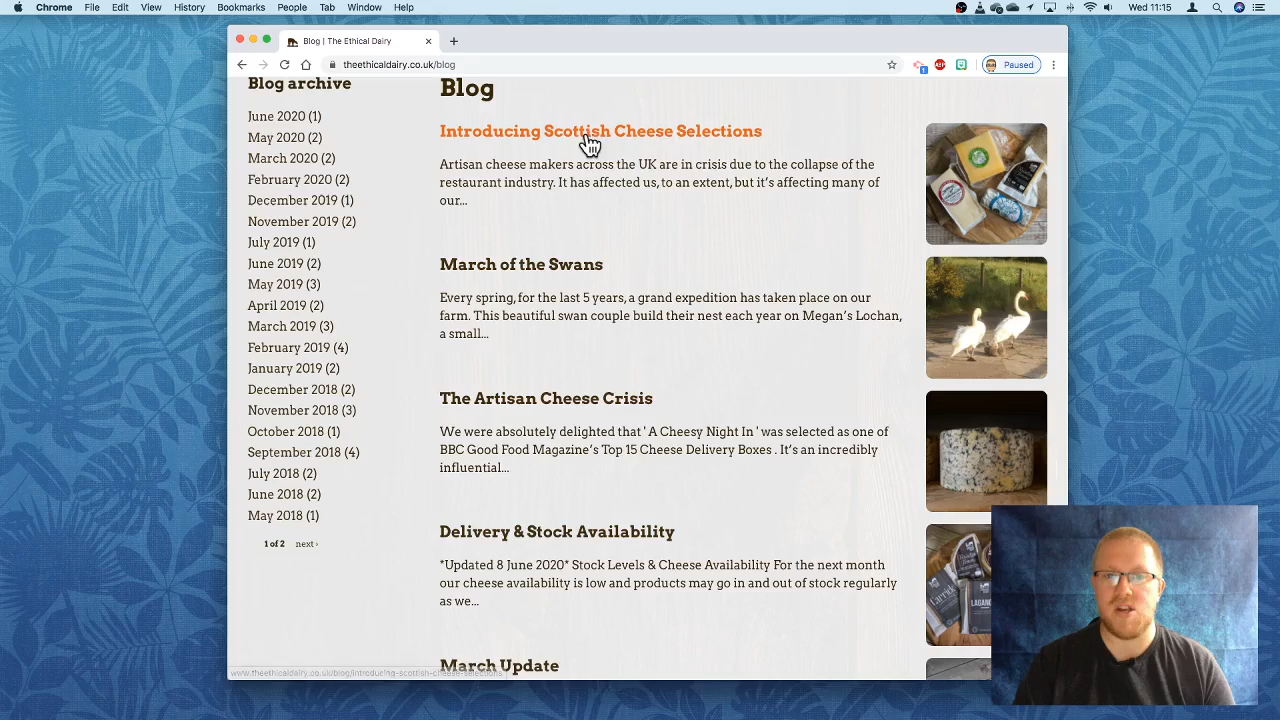 Chrome File Edit View History Bookmarks People Tab Window Help Wed 11:15
Blog | The Ethical Dairy
theethicaldairy.co.uk/blog
1
ABP
Paused
Blog archive
June 2020 (1)
May 2020 (2)
March 2020 (2)
February 2020 (2)
December 2019 (1)
November 2019 (2)
July 2019 (1)
June 2019 (2)
May 2019 (3)
April 2019 (2)
March 2019 (3)
February 2019 (4)
January 2019 (2)
December 2018 (2)
November 2018 (3)
October 2018 (1)
September 2018 (4)
July 2018 (2)
June 2018 (2)
May 2018 (1)
1 of 2 next ›
Blog
Introducing Scottish Cheese Selections
Artisan cheese makers across the UK are in crisis due to the collapse of the
restaurant industry. It has affected us, to an extent, but it’s affecting many of
our...
March of the Swans
Every spring, for the last 5 years, a grand expedition has taken place on our
farm. This beautiful swan couple build their nest each year on Megan’s Lochan,
a small...
The Artisan Cheese Crisis
We were absolutely delighted that ' A Cheesy Night In ' was selected as one of
BBC Good Food Magazine’s Top 15 Cheese Delivery Boxes . It’s an incredibly
influential...
Delivery & Stock Availability
*Updated 8 June 2020* Stock Levels & Cheese Availability For the next month
our cheese availability is low and products may go in and out of stock regularly
as we...
March Update
www.theethicaldairy.co.uk/blog/introducing-scottish-cheese-selections